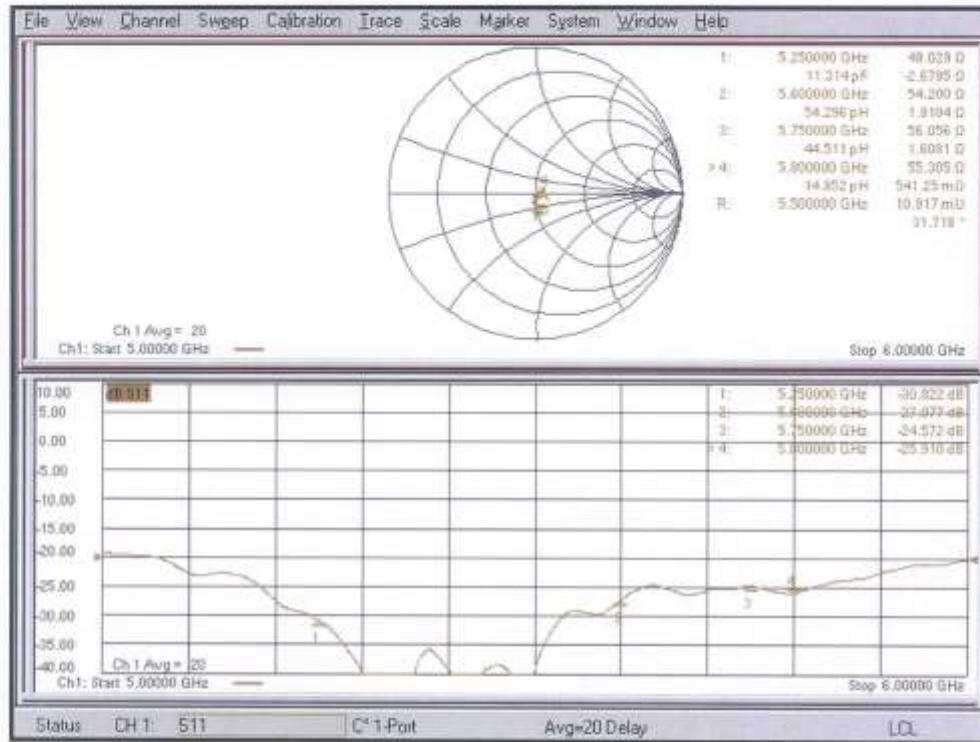 File View Channel Sweep Calibration Trace Scale Marker System Window Help
1: 5.250000 GHz 48.029 Ω
11.314 pF -2.6795 Ω
2: 5.600000 GHz 54.200 Ω
54.296 pH 1.9104 Ω
3: 5.750000 GHz 56.056 Ω
44.511 pH 1.6081 Ω
> 4: 5.800000 GHz 55.305 Ω
14.852 pH 541.25 mΩ
R: 5.500000 GHz 10.917 mU
31.718 °
Ch 1 Avg = 20
Ch1: Start 5.00000 GHz
Stop 6.00000 GHz
10.00
5.00
0.00
-5.00
-10.00
-15.00
-20.00
-25.00
-30.00
-35.00
-40.00
1: 5.250000 GHz -30.822 dB
2: 5.600000 GHz -27.077 dB
3: 5.750000 GHz -24.572 dB
> 4: 5.800000 GHz -25.910 dB
1
3
4
Ch 1 Avg = 20
Ch1: Start 5.00000 GHz
Stop 6.00000 GHz
Status CH 1: S11 C* 1-Port Avg=20 Delay LCL